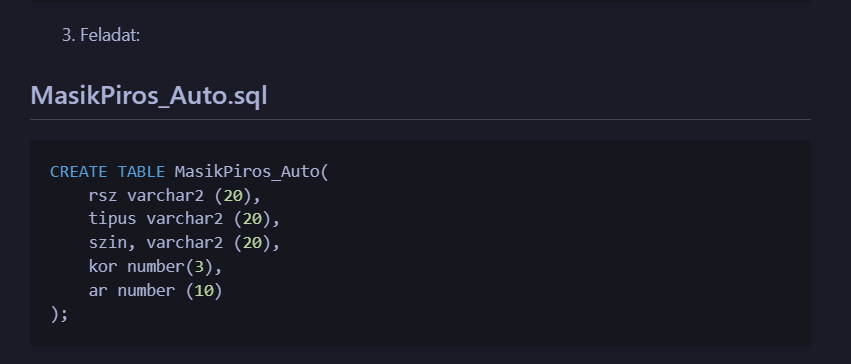 3. Feladat:
MasikPiros_Auto.sql
CREATE TABLE MasikPiros_Auto(
    rsz varchar2 (20),
    tipus varchar2 (20),
    szin, varchar2 (20),
    kor number(3),
    ar number (10)
);